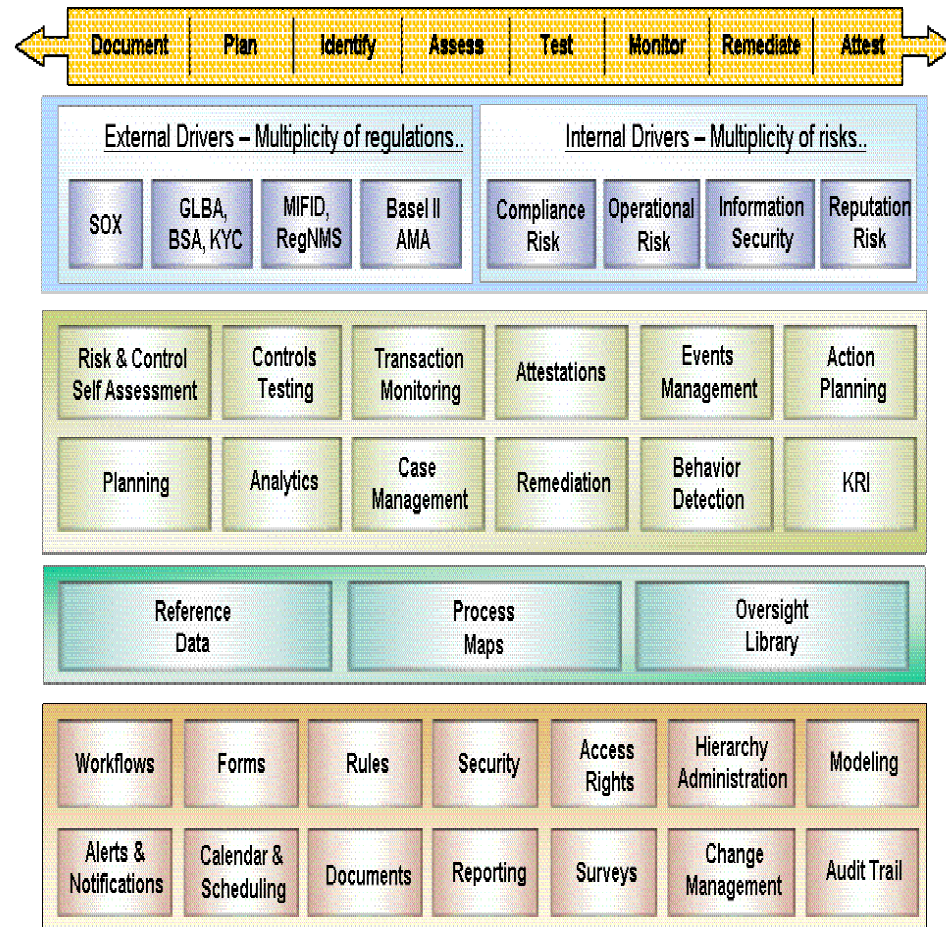 Document Plan Identify Assess Test Monitor Remediate Attest
External Drivers – Multiplicity of regulations..
SOX
GLBA,
BSA, KYC
MIFID,
RegNMS
Basel II
AMA
Internal Drivers – Multiplicity of risks..
Compliance
Risk
Operational
Risk
Information
Security
Reputation
Risk
Risk & Control
Self Assessment
Controls
Testing
Transaction
Monitoring
Attestations
Events
Management
Action
Planning
Planning
Analytics
Case
Management
Remediation
Behavior
Detection
KRI
Reference
Data
Process
Maps
Oversight
Library
Workflows
Forms
Rules
Security
Access
Rights
Hierarchy
Administration
Modeling
Alerts &
Notifications
Calendar &
Scheduling
Documents
Reporting
Surveys
Change
Management
Audit Trail